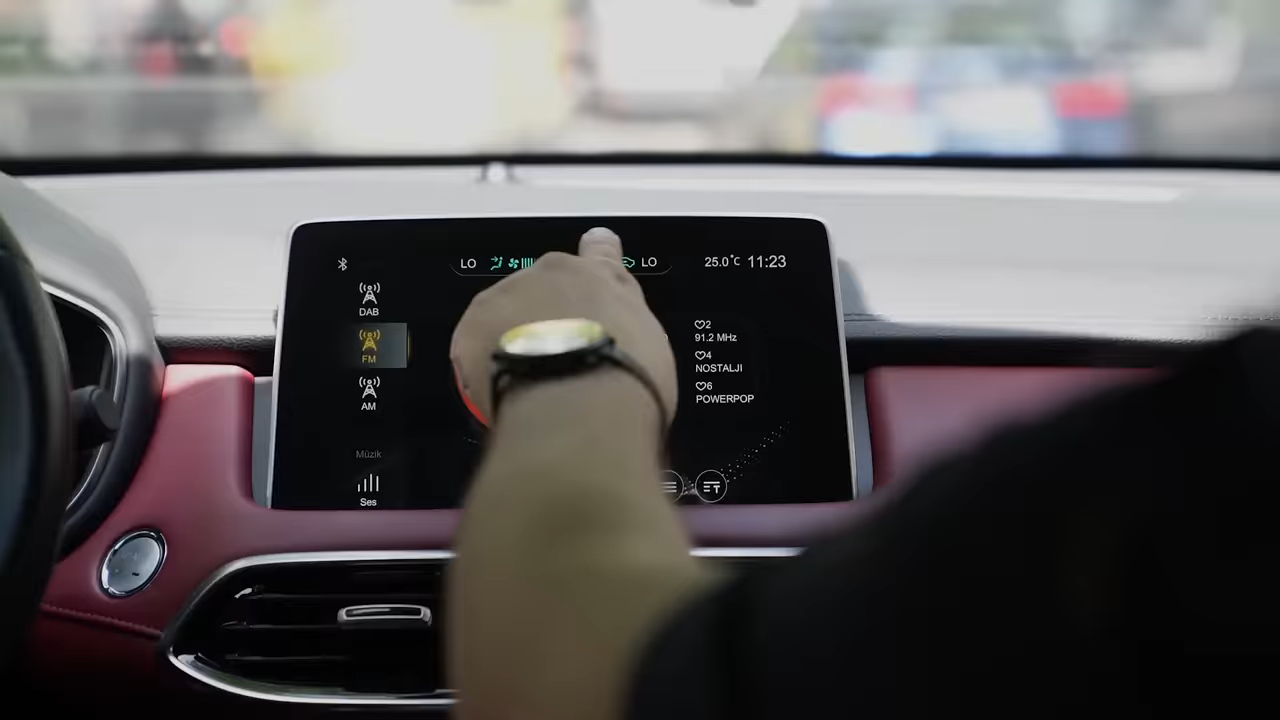 LO LO 25.0°C 11:23
DAB
FM
AM
Müzik
Ses
♡2
91.2 MHz
♡4
NOSTALJI
♡6
POWERPOP